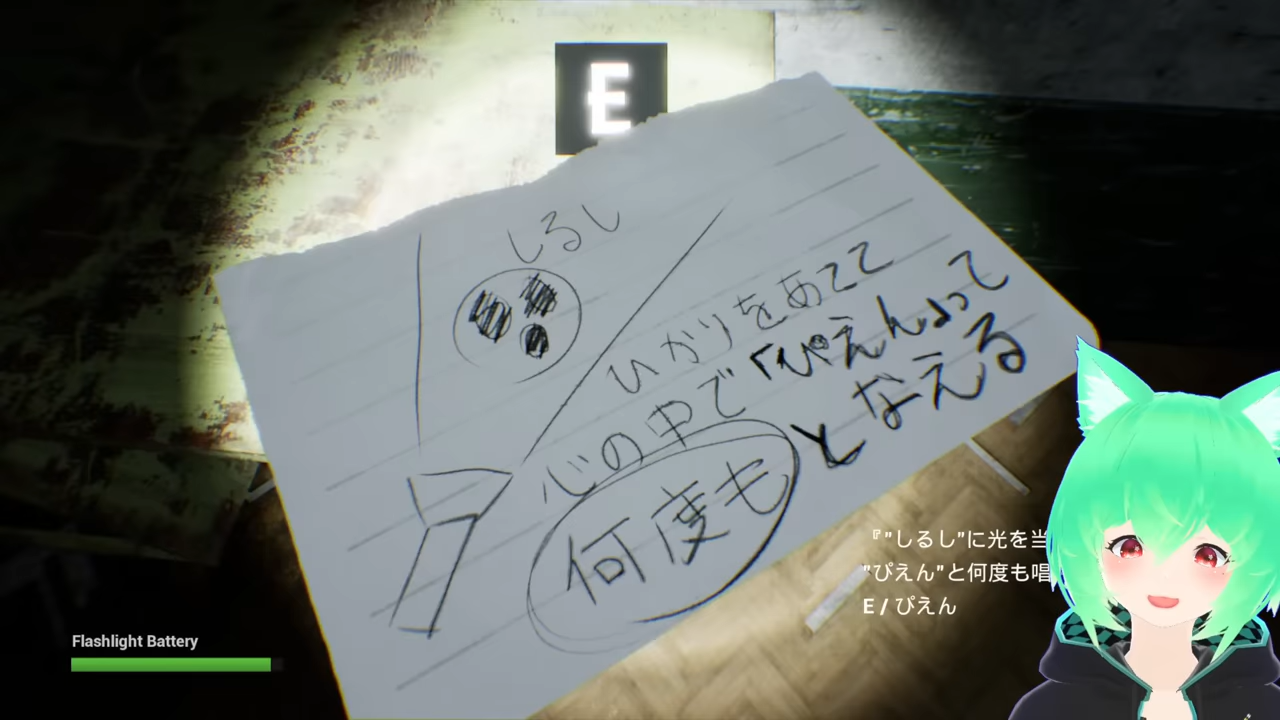 E
しるし
ひかりをあてて
心の中で「ぴえん」って
何度も
となえる
『"しるし"に光を当
"ぴえん"と何度も唱
E / ぴえん
Flashlight Battery